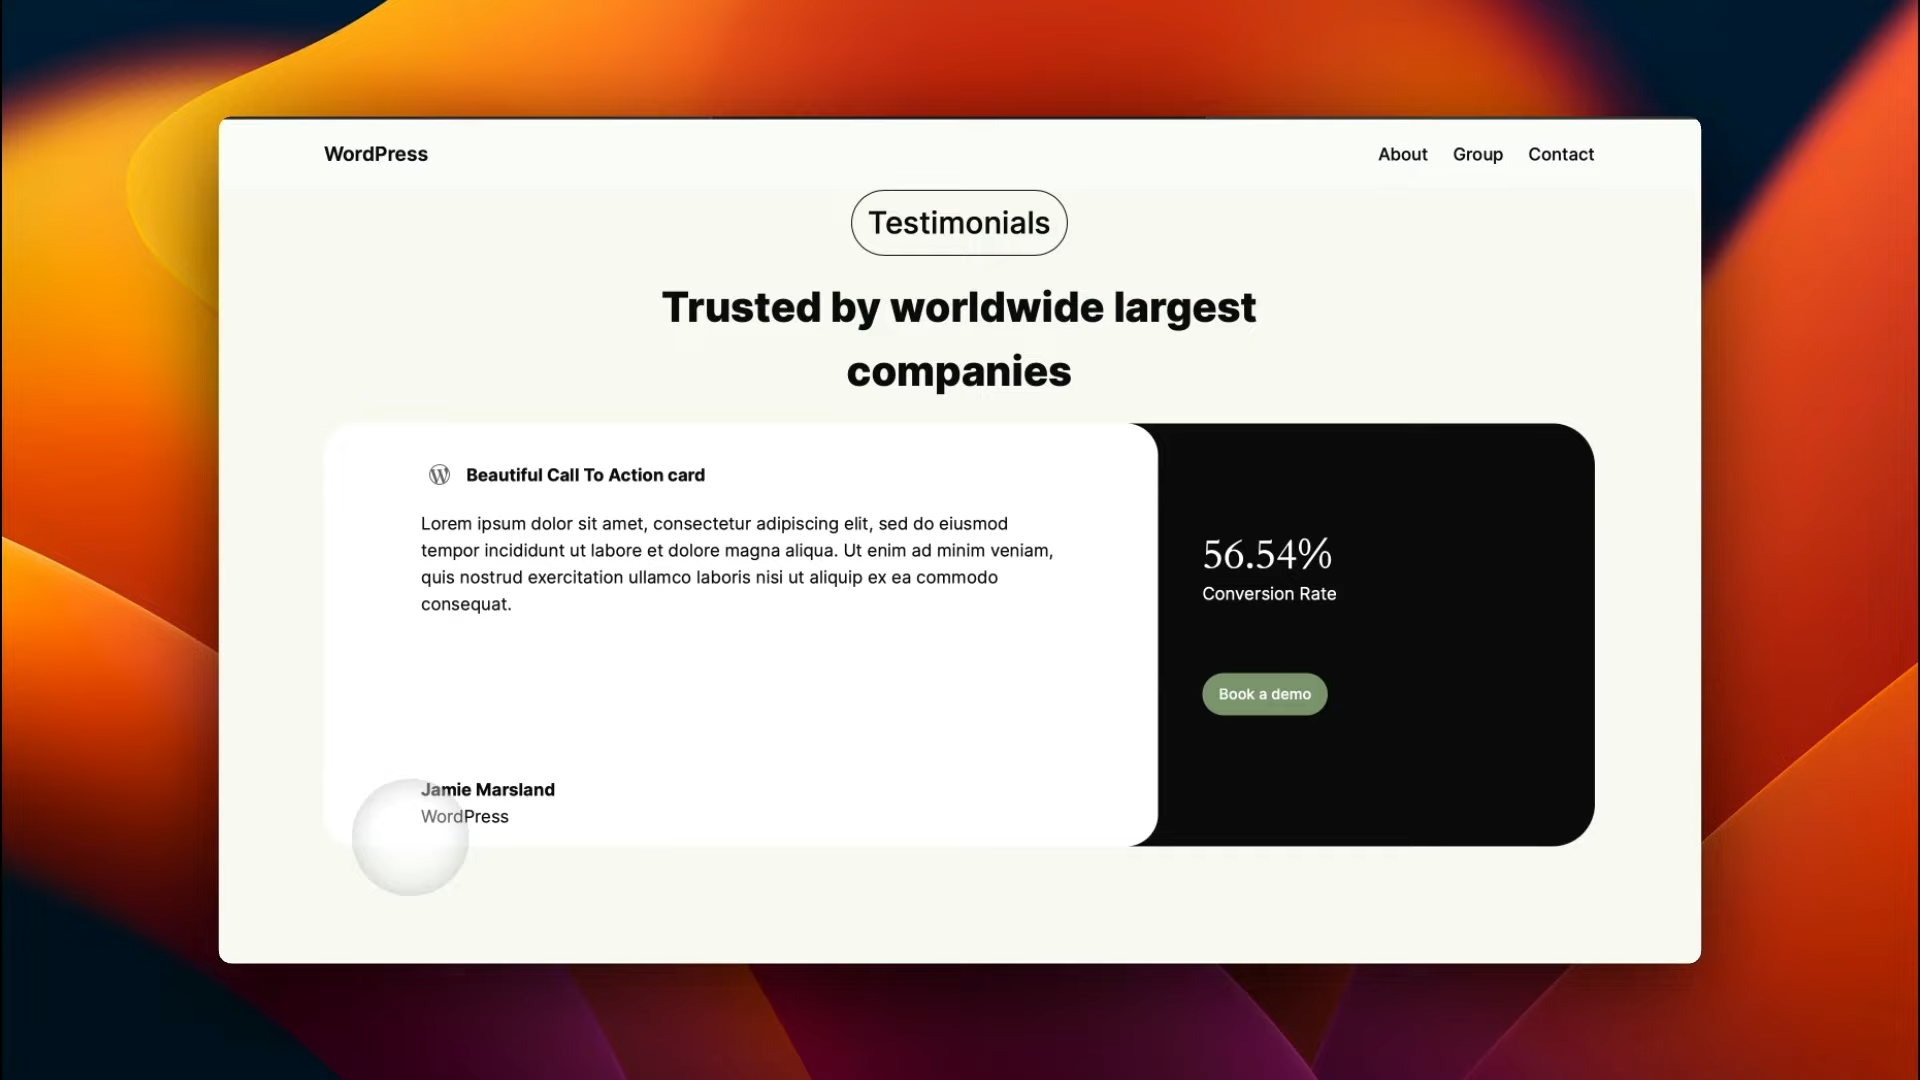 WordPress
About Group Contact
Testimonials
Trusted by worldwide largest
companies
Beautiful Call To Action card
Lorem ipsum dolor sit amet, consectetur adipiscing elit, sed do eiusmod
tempor incididunt ut labore et dolore magna aliqua. Ut enim ad minim veniam,
quis nostrud exercitation ullamco laboris nisi ut aliquip ex ea commodo
consequat.
Jamie Marsland
WordPress
56.54%
Conversion Rate
Book a demo